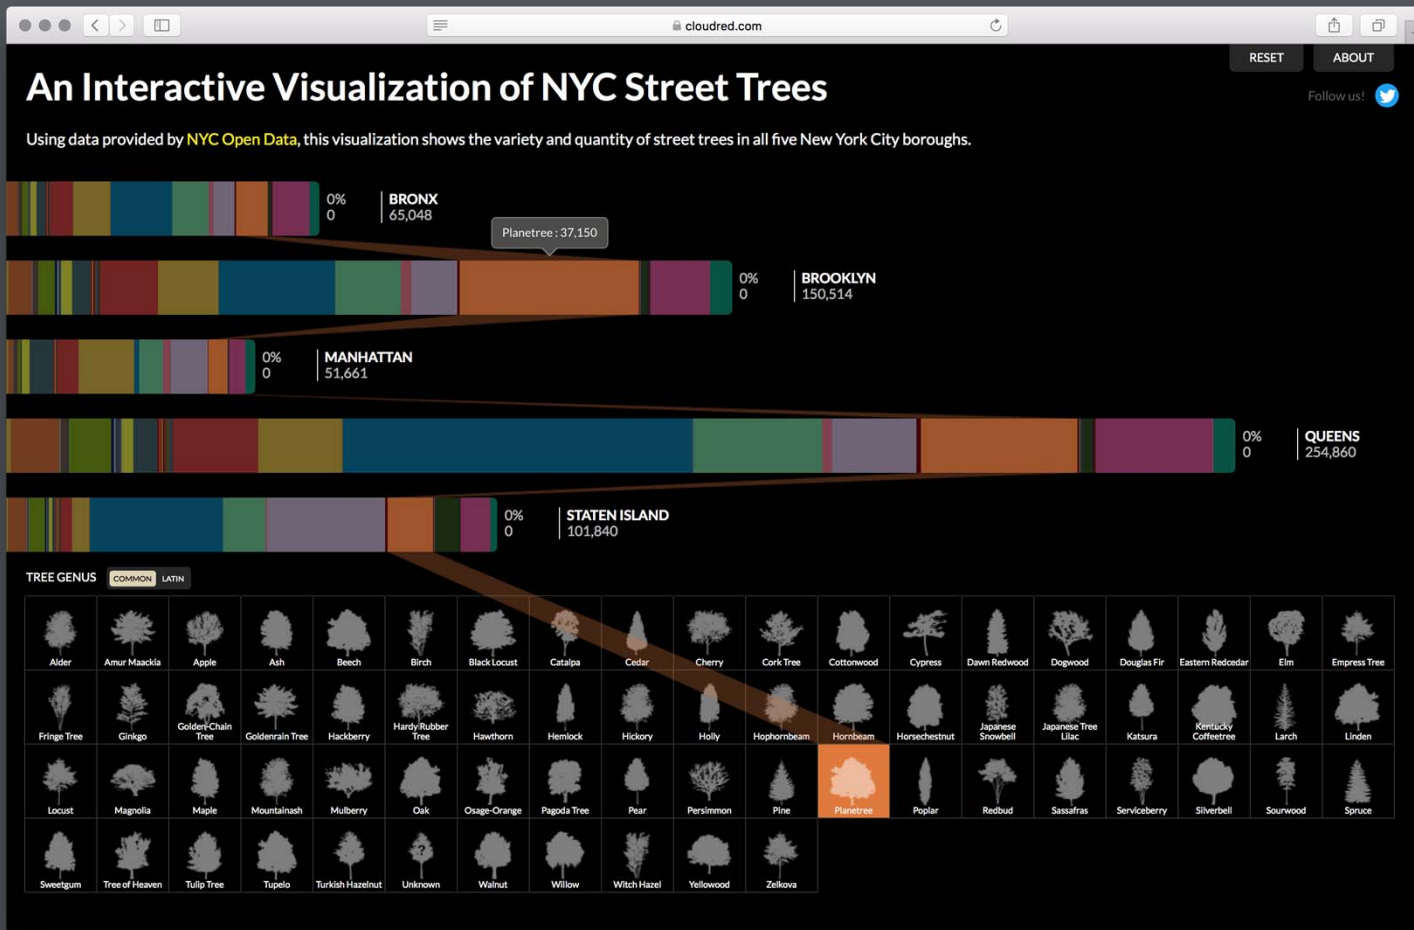 cloudred.com
RESET
ABOUT
An Interactive Visualization of NYC Street Trees
Follow us!
Using data provided by NYC Open Data, this visualization shows the variety and quantity of street trees in all five New York City boroughs.
0%
0
BRONX
65,048
Planetree : 37,150
0%
0
BROOKLYN
150,514
0%
0
MANHATTAN
51,661
0%
0
QUEENS
254,860
0%
0
STATEN ISLAND
101,840
TREE GENUS
COMMON
LATIN
Alder
Amur Maackia
Apple
Ash
Beech
Birch
Black Locust
Catalpa
Cedar
Cherry
Cork Tree
Cottonwood
Cypress
Dawn Redwood
Dogwood
Douglas Fir
Eastern Redcedar
Elm
Empress Tree
Fringe Tree
Ginkgo
Golden-Chain
Tree
Goldenrain Tree
Hackberry
Hardy Rubber
Tree
Hawthorn
Hemlock
Hickory
Holly
Hophornbeam
Hornbeam
Horsechestnut
Japanese
Snowbell
Japanese Tree
Lilac
Katsura
Kentucky
Coffeetree
Larch
Linden
Locust
Magnolia
Maple
Mountainash
Mulberry
Oak
Osage-Orange
Pagoda Tree
Pear
Persimmon
Pine
Planetree
Poplar
Redbud
Sassafras
Serviceberry
Silverbell
Sourwood
Spruce
Sweetgum
Tree of Heaven
Tulip Tree
Tupelo
Turkish Hazelnut
?
Unknown
Walnut
Willow
Witch Hazel
Yellowood
Zelkova